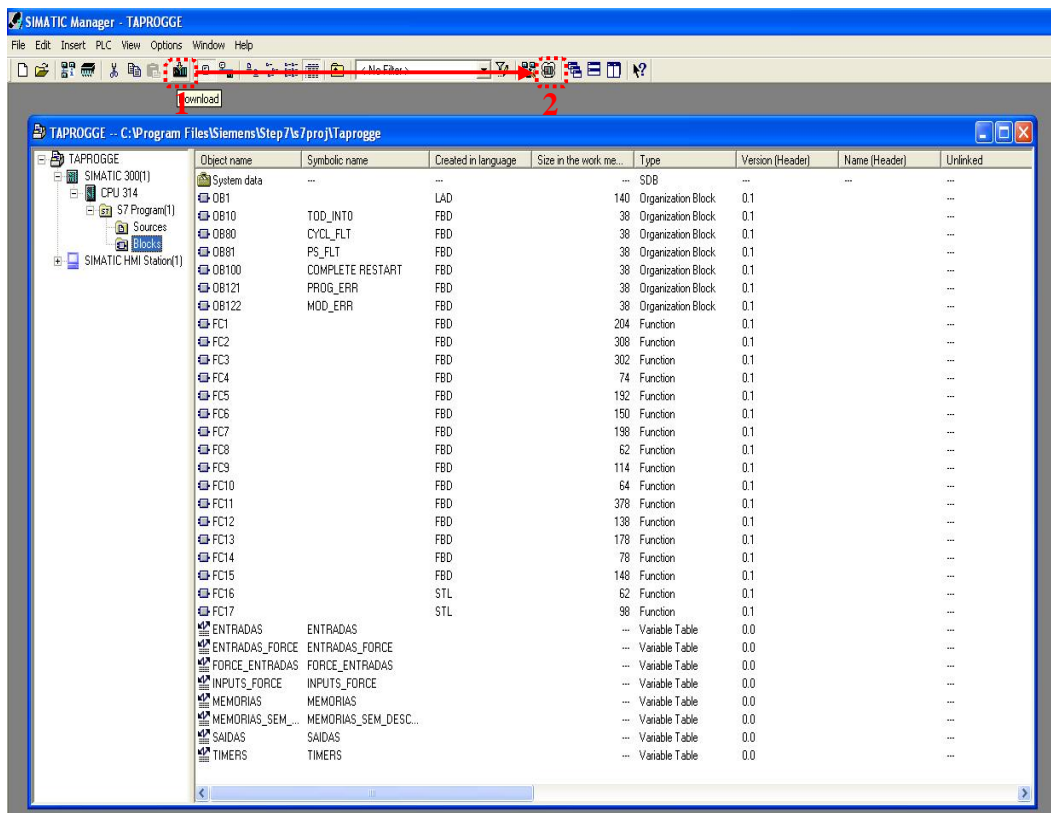 SIMATIC Manager - TAPROGGE
File Edit Insert PLC View Options Window Help
< No Filter >
1
ownload
2
TAPROGGE -- C:\Program Files\Siemens\Step7\s7proj\Taprogge
TAPROGGE
SIMATIC 300(1)
CPU 314
S7 Program(1)
Sources
Blocks
SIMATIC HMI Station(1)
Object name Symbolic name Created in language Size in the work me... Type Version (Header) Name (Header) Unlinked
System data --- --- --- SDB --- --- ---
OB1 LAD 140 Organization Block 0.1 ---
OB10 TOD_INT0 FBD 38 Organization Block 0.1 ---
OB80 CYCL_FLT FBD 38 Organization Block 0.1 ---
OB81 PS_FLT FBD 38 Organization Block 0.1 ---
OB100 COMPLETE RESTART FBD 38 Organization Block 0.1 ---
OB121 PROG_ERR FBD 38 Organization Block 0.1 ---
OB122 MOD_ERR FBD 38 Organization Block 0.1 ---
FC1 FBD 204 Function 0.1 ---
FC2 FBD 308 Function 0.1 ---
FC3 FBD 302 Function 0.1 ---
FC4 FBD 74 Function 0.1 ---
FC5 FBD 192 Function 0.1 ---
FC6 FBD 150 Function 0.1 ---
FC7 FBD 198 Function 0.1 ---
FC8 FBD 62 Function 0.1 ---
FC9 FBD 114 Function 0.1 ---
FC10 FBD 64 Function 0.1 ---
FC11 FBD 378 Function 0.1 ---
FC12 FBD 138 Function 0.1 ---
FC13 FBD 178 Function 0.1 ---
FC14 FBD 78 Function 0.1 ---
FC15 FBD 148 Function 0.1 ---
FC16 STL 62 Function 0.1 ---
FC17 STL 98 Function 0.1 ---
ENTRADAS ENTRADAS --- Variable Table 0.0 ---
ENTRADAS_FORCE ENTRADAS_FORCE --- Variable Table 0.0 ---
FORCE_ENTRADAS FORCE_ENTRADAS --- Variable Table 0.0 ---
INPUTS_FORCE INPUTS_FORCE --- Variable Table 0.0 ---
MEMORIAS MEMORIAS --- Variable Table 0.0 ---
MEMORIAS_SEM_... MEMORIAS_SEM_DESC... --- Variable Table 0.0 ---
SAIDAS SAIDAS --- Variable Table 0.0 ---
TIMERS TIMERS --- Variable Table 0.0 ---